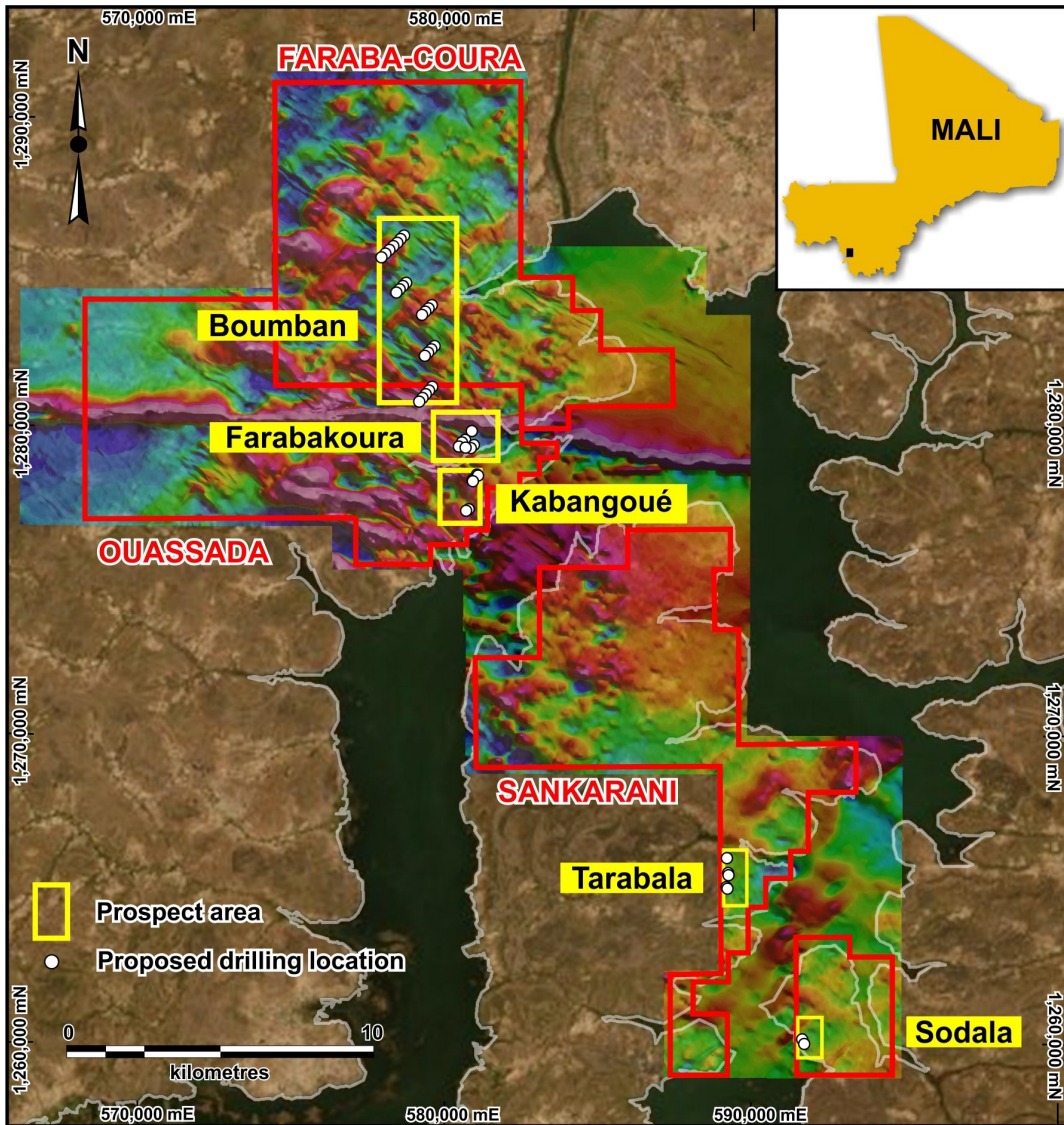 570,000 mE
580,000 mE
N
FARABA-COURA
MALI
1,290,000 mN
Boumban
1,280,000 mN
1,280,000 mN
Farabakoura
Kabangoué
OUASSADA
1,270,000 mN
1,270,000 mN
SANKARANI
Tarabala
Prospect area
Proposed drilling location
Sodala
0 10
kilometres
1,260,000 mN
1,260,000 mN
570,000 mE
580,000 mE
590,000 mE